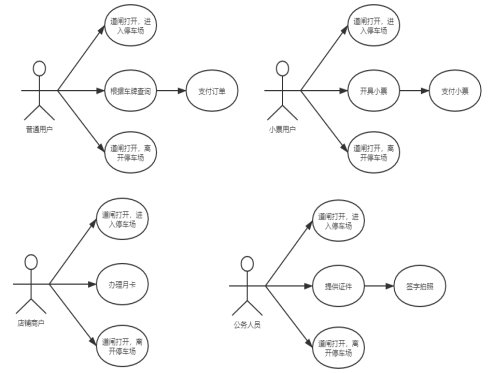 道闸打开，进
入停车场
根据车牌查询
支付订单
普通用户
道闸打开，离
开停车场
道闸打开，进
入停车场
开具小票
支付小票
小票用户
道闸打开，离
开停车场
道闸打开，进
入停车场
办理月卡
店铺商户
道闸打开，离
开停车场
道闸打开，进
入停车场
提供证件
签字拍照
公务人员
道闸打开，离
开停车场